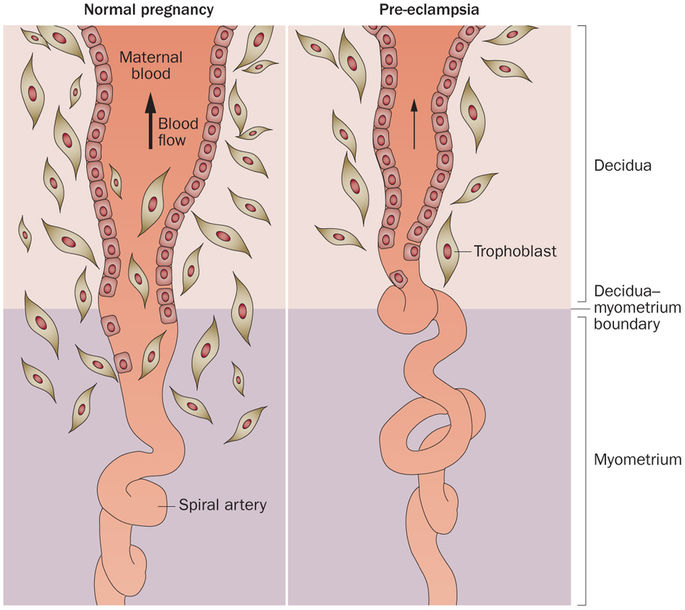 Normal pregnancy
Pre-eclampsia
Maternal
blood
Blood
flow
Decidua
Trophoblast
Decidua–
myometrium
boundary
Myometrium
Spiral artery